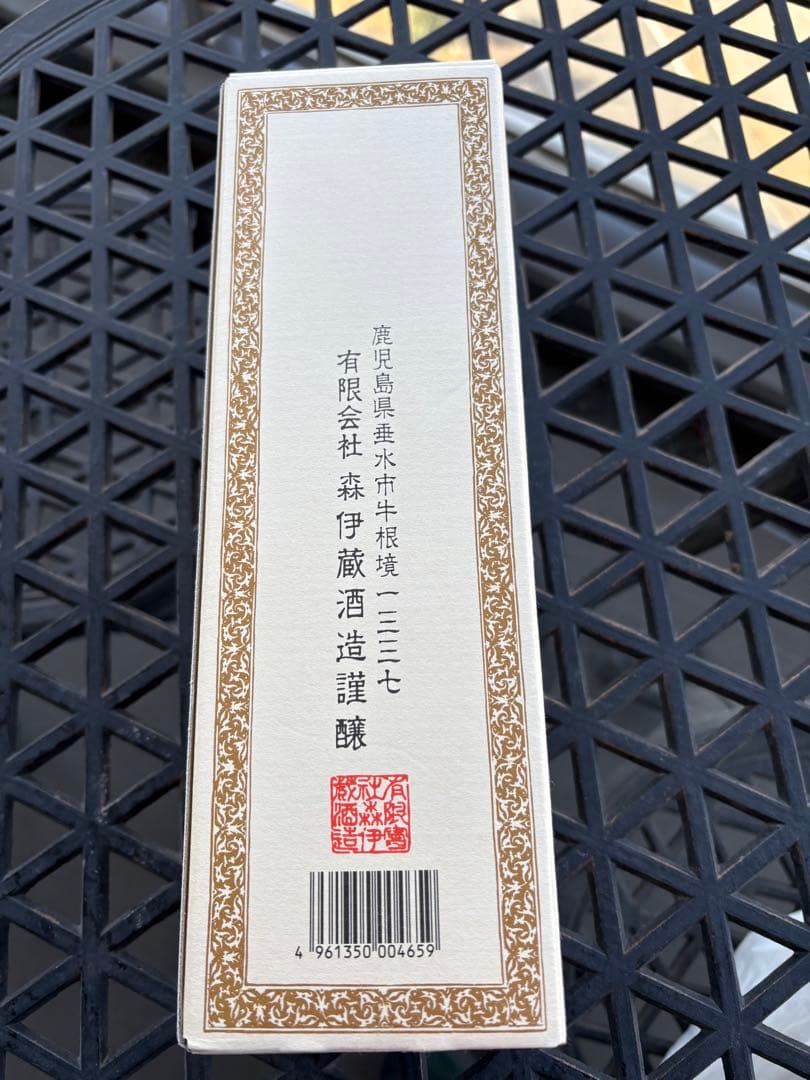 鹿児島県垂水市牛根境一三三七
有限会社 森伊蔵酒造謹醸
有限會
社森伊
蔵酒造
4 961350 004659